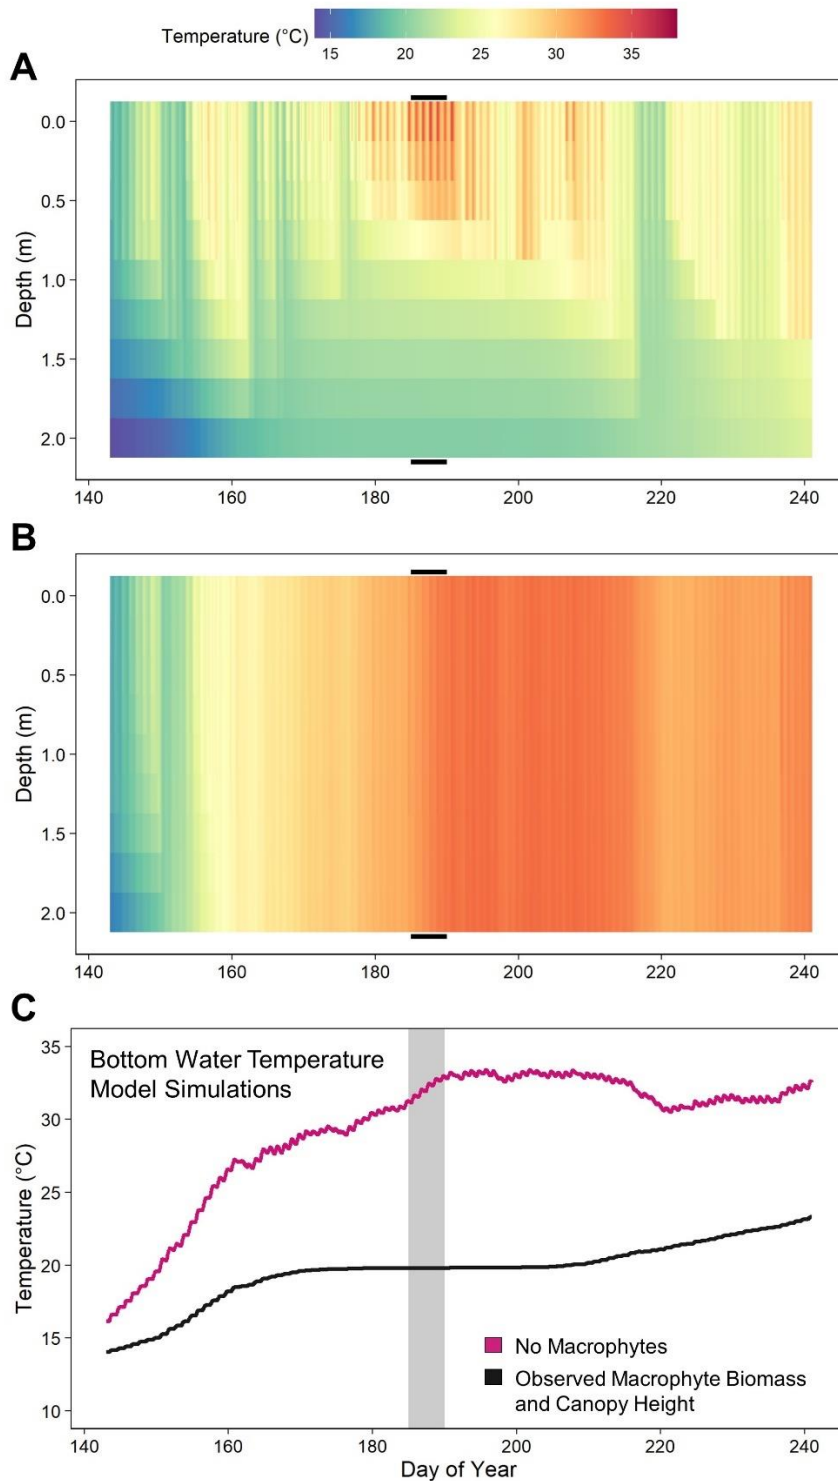 Temperature (°C)
15 20 25 30 35
A
Depth (m)
0.0
0.5
1.0
1.5
2.0
140 160 180 200 220 240
B
Depth (m)
0.0
0.5
1.0
1.5
2.0
140 160 180 200 220 240
C
Temperature (°C)
35
30
25
20
15
10
Bottom Water Temperature
Model Simulations
No Macrophytes
Observed Macrophyte Biomass
and Canopy Height
140 160 180 200 220 240
Day of Year